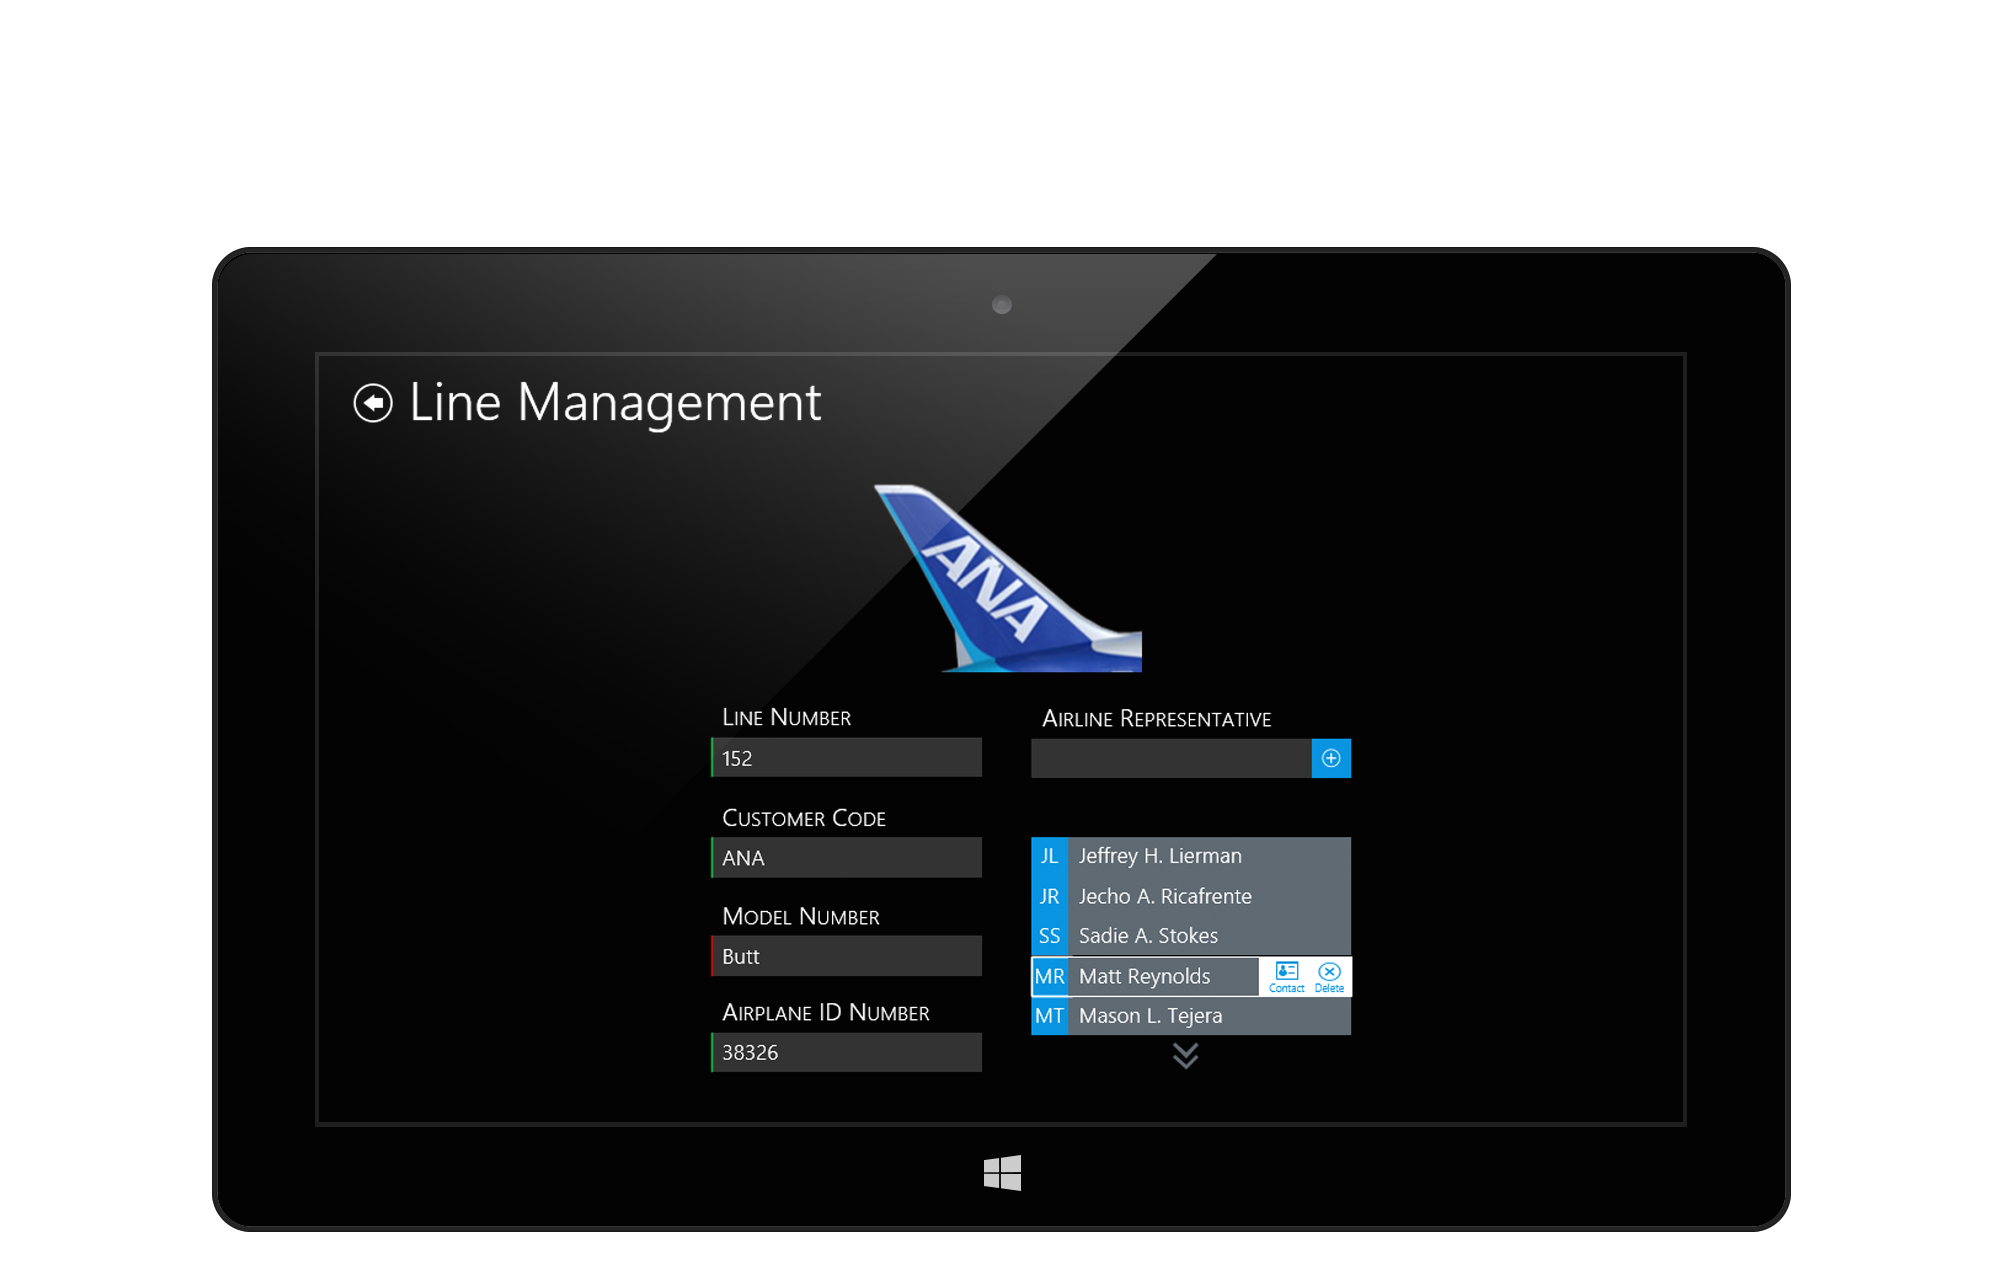 Line Management
ANA
LINE NUMBER
152
CUSTOMER CODE
ANA
MODEL NUMBER
Butt
AIRPLANE ID NUMBER
38326
AIRLINE REPRESENTATIVE
JL Jeffrey H. Lierman
JR Jecho A. Ricafrente
SS Sadie A. Stokes
MR Matt Reynolds Contact Delete
MT Mason L. Tejera